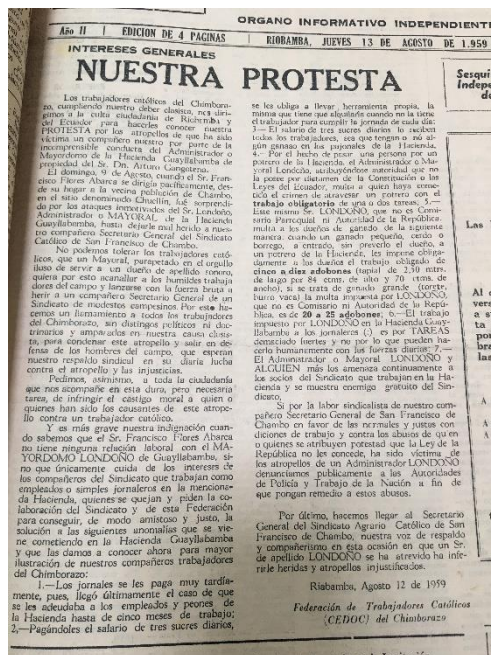 ORGANO INFORMATIVO INDEPENDIENTE
Año II | EDICION DE 4 PAGINAS | RIOBAMBA, JUEVES 13 DE AGOSTO DE 1.959
INTERESES GENERALES
NUESTRA PROTESTA
Los trabajadores católicos del Chimborazo,
cumpliendo nuestro deber clasista, nos dirigimos
a la culta ciudadanía de Riobamba y
del Ecuador para hacerles conocer nuestra
PROTESTA por los atropellos de que ha sido
víctima un compañero nuestro por parte de la
incomprensible conducta del Administrador o
Mayordomo de la Hacienda Guayllabamba de
propiedad del Sr. Dn. Arturo Gangotena.
El domingo, 9 de Agosto, cuando el Sr. Francisco
Flores Abarca se dirigía pacíficamente, desde
su hogar a la vecina población de Chambo,
en el sitio denominado Chuellín, fué sorprendido
por los ataques inmotivados del Sr. Londoño,
Administrador o MAYORAL de la Hacienda
Guayllabamba, hasta dejarle mal herido a nuestro
compañero Secretario General del Sindicato
Católico de San Francisco de Chambo.
No podemos tolerar los trabajadores católicos,
que un Mayoral, parapetado en el orgullo
iluso de servir a un dueño de apellido sonoro,
quiera por esto acanallar a los humildes trabajadores
del campo y lanzarse con la fuerza bruta a
herir a un compañero Secretario General de un
Sindicato de modestos campesinos Por esto hacemos
un llamamiento a todos los trabajadores
del Chimborazo, sin distingos políticos ni doctrinarios
y amparados en nuestra causa clasista,
para condenar este atropello y salir en defensa
de los hombres del campo, que esperan
nuestro respaldo sindical en su diaria lucha
contra el atropello y las injusticias.
Pedimos, asimismo, a toda la ciudadanía
que nos acompañe en esta dura, pero necesaria
tarea, de infringir el castigo moral a quien o
quienes han sido los causantes de este atropello
contra un trabajador católico.
Y es más grave nuestra indignación cuando
sabemos que el Sr. Francisco Flores Abarca
no tiene ninguna relación laboral con el MAYORDOMO
LONDOÑO de Guayllabamba, sino
que únicamente cuida de los intereses de
los compañeros del Sindicato que trabajan como
empleados o simples jornaleros en la mencionada
Hacienda, quienes se quejan y piden la colaboración
del Sindicato y de esta Federación
para conseguir, de modo amistoso y justo, la
solución a las siguientes anomalías que se viene
cometiendo en la Hacienda Guayllabamba
y que las damos a conocer ahora para mayor
ilustración de nuestros compañeros trabajadores
del Chimborazo:
1.—Los jornales se les paga muy tardíamente,
pues, llegó últimamente el caso de que
se les adeudaba a los empleados y peones de
la Hacienda hasta de cinco meses de trabajo;
2,—Pagándoles el salario de tres sucres diarios,
se les obliga a llevar herramienta propia, la
misma que tiene que alquilarla cuando no la tiene
el trabajador para cumplir la jornada de cada día;
3.—El salario de tres sucres diarios lo reciben
todos los trabajadores, sea que tengan o no algún
ganado en los pajonales de la Hacienda.
4.—Por el hecho de pasar una persona por un
potrero de la Hacienda, el Administrador o Mayoral
Londoño, atribuyéndose autoridad que no
la posee por dictamen de la Constitución o las
Leyes del Ecuador, multa a quien haya cometido
el crimen de atravesar un potrero con el
trabajo obligatorio de una o dos tareas, 5.—
Este mismo Sr. LONDOÑO, que no es Comisario
Parroquial ni Autoridad de la República,
multa a los dueños de ganado de la siguiente
manera, cuando un ganado pequeño, cerdo o
borrego, a entrado, sin preverlo el dueño, a
un potrero de la Hacienda, les impone obligadamente
a los dueños el trabajo obligado de
cinco a diez adobones (tapial de 2,50 mtrs.
de largo por 84 ctms. de alto y 70 ctms. de
ancho), si se trata de ganado grande (torete,
burro vaca) la multa impuesta por LONDOÑO,
que no es Comisario ni Autoridad de la República,
es de 20 a 25 adobones; 6.—El trabajo
impuesto por LONDOÑO en la Hacienda Guayllabamba
a los jornaleros (.) es por TAREAS
demasiado fuertes y no por lo que pueden hacerlo
humanamente con las fuerzas diarias; 7.—
El Administrador o Mayoral LONDOÑO y
ALGUIEN más les amenaza continuamente a
los socios del Sindicato que trabajan en la Hacienda
y se muestra enemigo gratuito del Sindicato.
Si por la labor sindicalista de nuestro compañero
Secretario General de San Francisco de
Chambo en favor de las normales y justas condiciones
de trabajo y contra los abusos de quien
o quienes se atribuyen potestad que la Ley de la
República no les concede, ha sido víctima de
los atropellos de un Administrador LONDOÑO
denunciamos publicamente a las Autoridades
de Policía y Trabajo de la Nación a fin de
que pongan remedio a estos abusos.
Por último, hacemos llegar al Secretario
General del Sindicato Agrario Católico de San
Francisco de Chambo, nuestra voz de respaldo
y compañerismo en esta ocasión en que un Sr.
de apellido LONDOÑO se ha atrevido ha inferirle
heridas y atropellos injustificados.
Riobamba, Agosto 12 de 1959
Federación de Trabajadores Católicos
(CEDOC) del Chimborazo